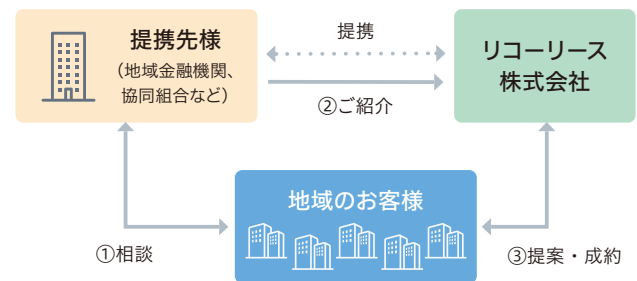 提携先様
（地域金融機関、
協同組合など）
提携
②ご紹介
リコーリース
株式会社
地域のお客様
①相談
③提案・成約